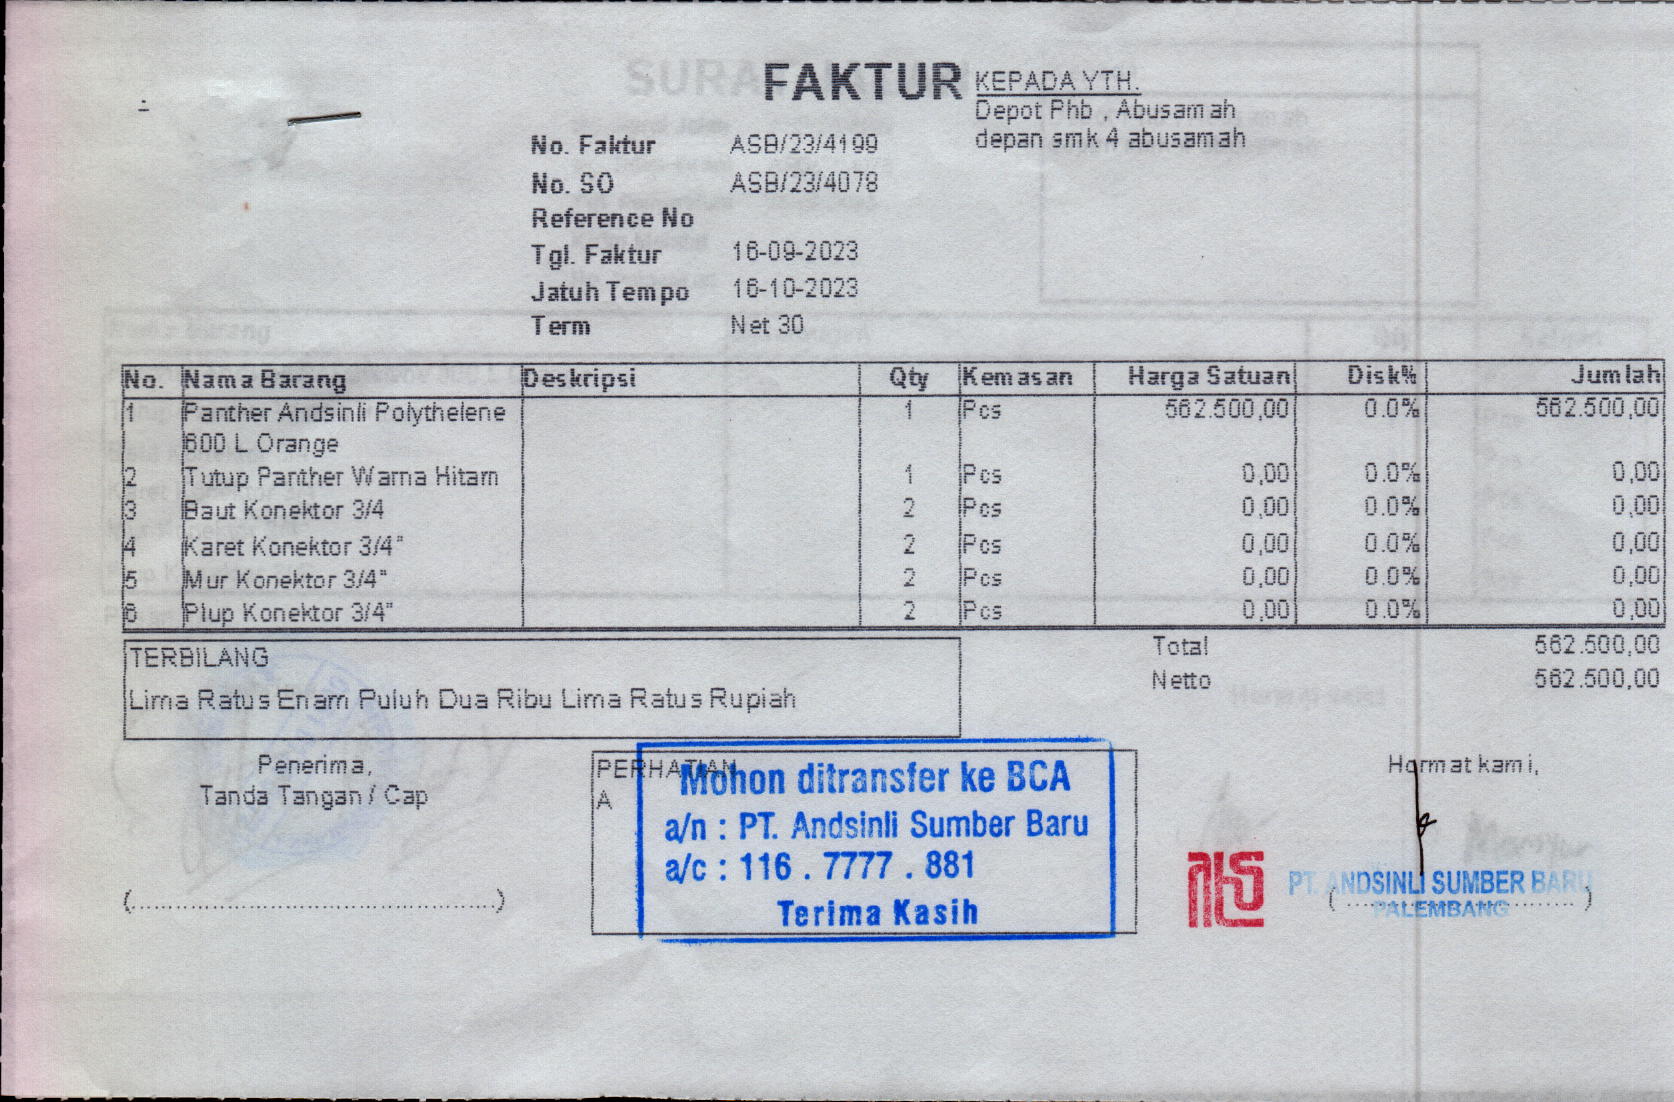 FAKTUR
KEPADA YTH.
Depot Phb , Abusamah
depan smk 4 abusamah
No. Faktur ASB/23/4199
No. SO ASB/23/4078
Reference No
Tgl. Faktur 16-09-2023
Jatuh Tempo 16-10-2023
Term Net 30
No. Nama Barang Deskripsi Qty Kemasan Harga Satuan Disk% Jumlah
1 Panther Andsinli Polythelene 1 Pcs 562.500,00 0.0% 562.500,00
600 L Orange
2 Tutup Panther Warna Hitam 1 Pcs 0,00 0.0% 0,00
3 Baut Konektor 3/4 2 Pcs 0,00 0.0% 0,00
4 Karet Konektor 3/4" 2 Pcs 0,00 0.0% 0,00
5 Mur Konektor 3/4" 2 Pcs 0,00 0.0% 0,00
6 Plup Konektor 3/4" 2 Pcs 0,00 0.0% 0,00
Total 562.500,00
Netto 562.500,00
TERBILANG
Lima Ratus Enam Puluh Dua Ribu Lima Ratus Rupiah
Penerima,
Tanda Tangan / Cap
(..............................................)
PERHATIAN
A
Mohon ditransfer ke BCA
a/n : PT. Andsinli Sumber Baru
a/c : 116 . 7777 . 881
Terima Kasih
Hormat kami,
PT. ANDSINLI SUMBER BARU
PALEMBANG
(..............................)